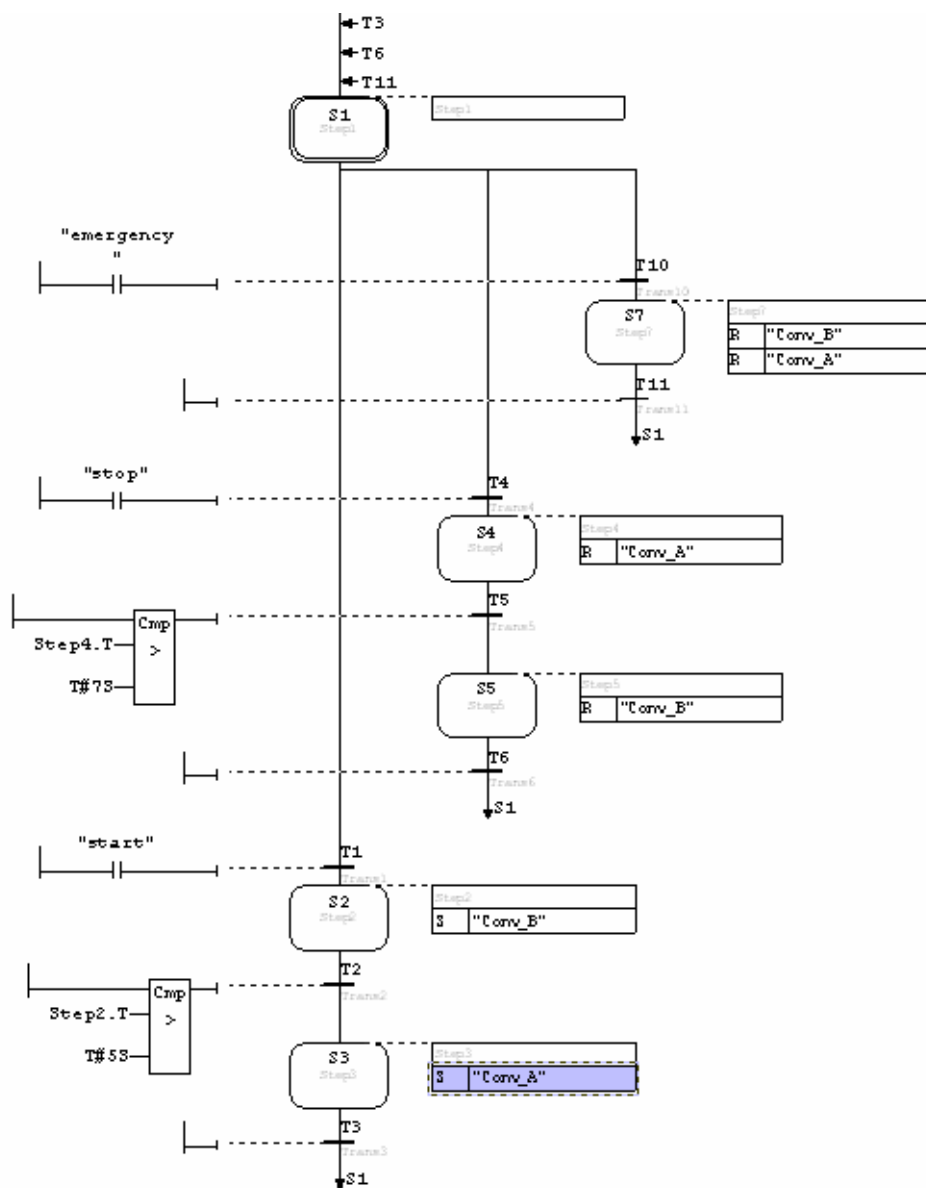 T3
T6
T11
S1
Step1
Step1
"emergency
"
T10
Trans10
S7
Step7
Step7
R "Conv_B"
R "Conv_A"
T11
Trans11
S1
"stop"
T4
Trans4
S4
Step4
Step4
R "Conv_A"
T5
Trans5
Cmp
Step4.T
>
T#7S
S5
Step5
Step5
R "Conv_B"
T6
Trans6
S1
"start"
T1
Trans1
S2
Step2
Step2
S "Conv_B"
T2
Trans2
Cmp
Step2.T
>
T#5S
S3
Step3
Step3
S "Conv_A"
T3
Trans3
S1